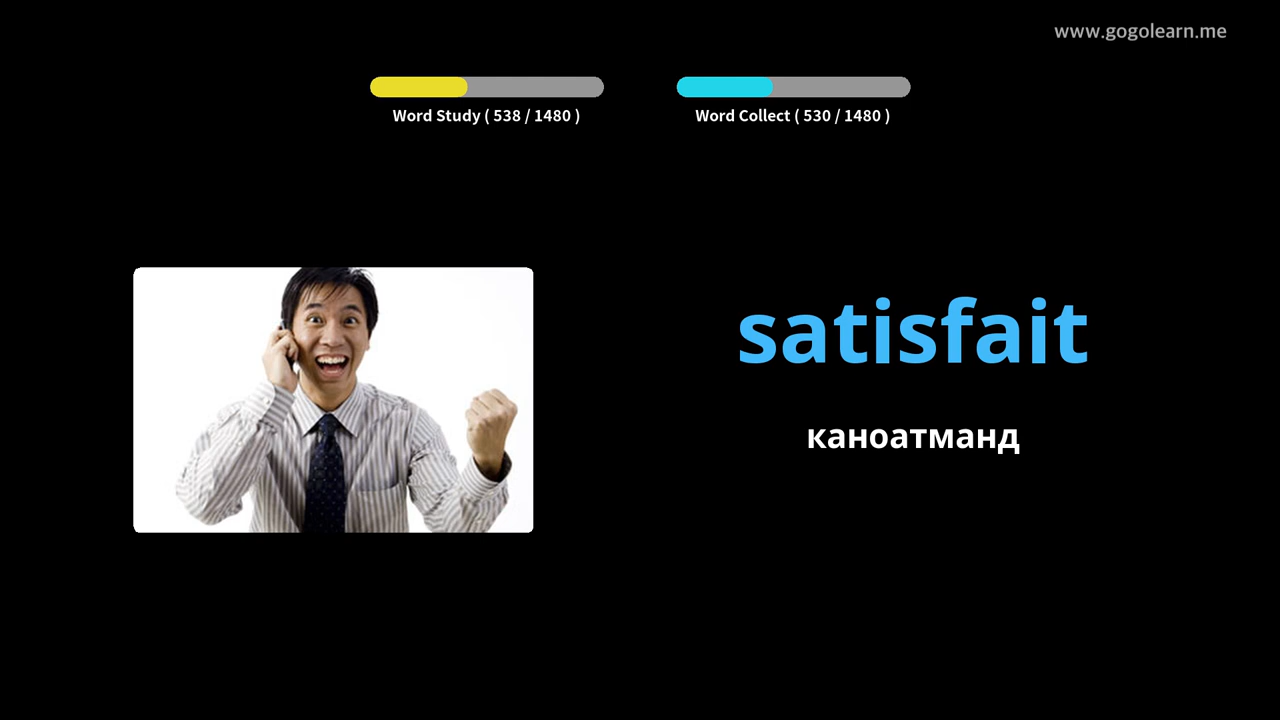 www.gogolearn.me
Word Study ( 538 / 1480 )
Word Collect ( 530 / 1480 )
satisfait
каноатманд